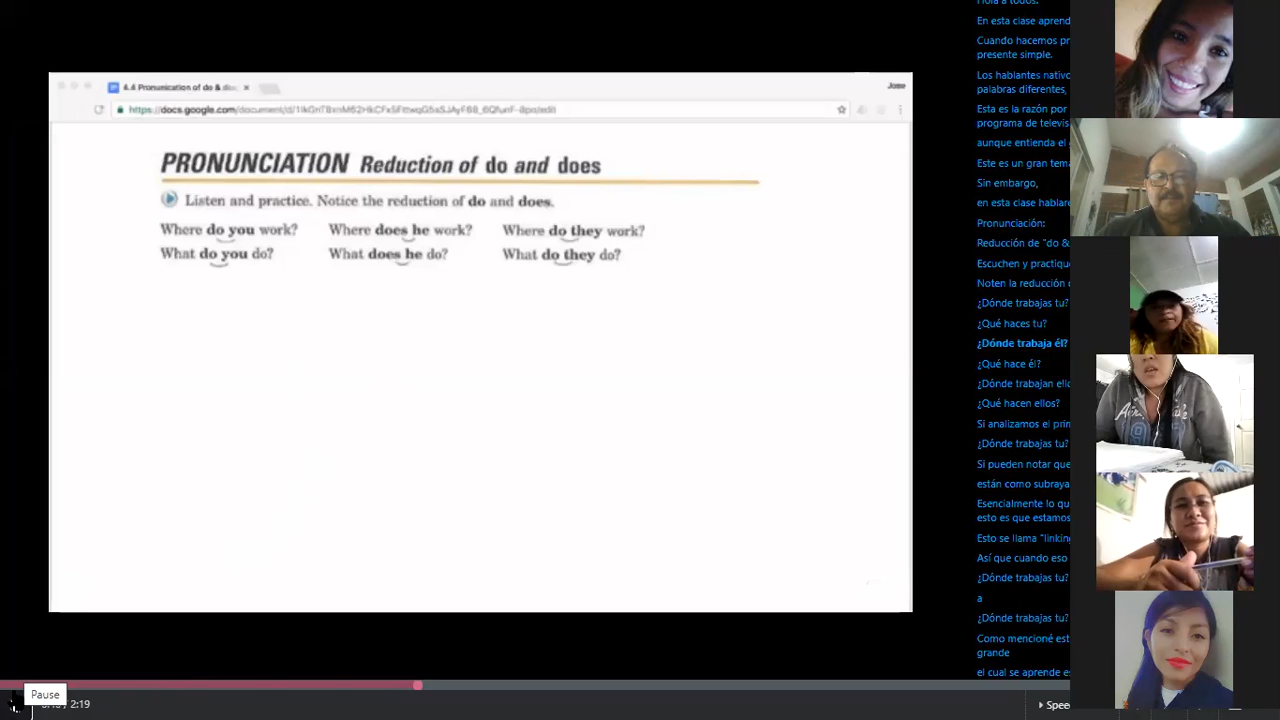 4.4 Pronunciation of do & do
Jose
PRONUNCIATION Reduction of do and does
Listen and practice. Notice the reduction of do and does.
Where do you work? Where does he work? Where do they work?
What do you do? What does he do? What do they do?
Hola a todos.
En esta clase aprend
Cuando hacemos pr
presente simple.
Los hablantes nativo
palabras diferentes,
Esta es la razón por
programa de televis
aunque entienda el
Este es un gran tem
Sin embargo,
en esta clase hablare
Pronunciación:
Reducción de "do &
Escuchen y practique
Noten la reducción
¿Dónde trabajas tu?
¿Qué haces tu?
¿Dónde trabaja él?
¿Qué hace él?
¿Dónde trabajan ello
¿Qué hacen ellos?
Si analizamos el prin
¿Dónde trabajas tu?
Si pueden notar que
están como subraya
Esencialmente lo qu
esto es que estamos
Esto se llama "linking
Así que cuando eso
¿Dónde trabajas tu?
a
¿Dónde trabajas tu?
Como mencioné est
grande
el cual se aprende es
Pause
2:19
Speed